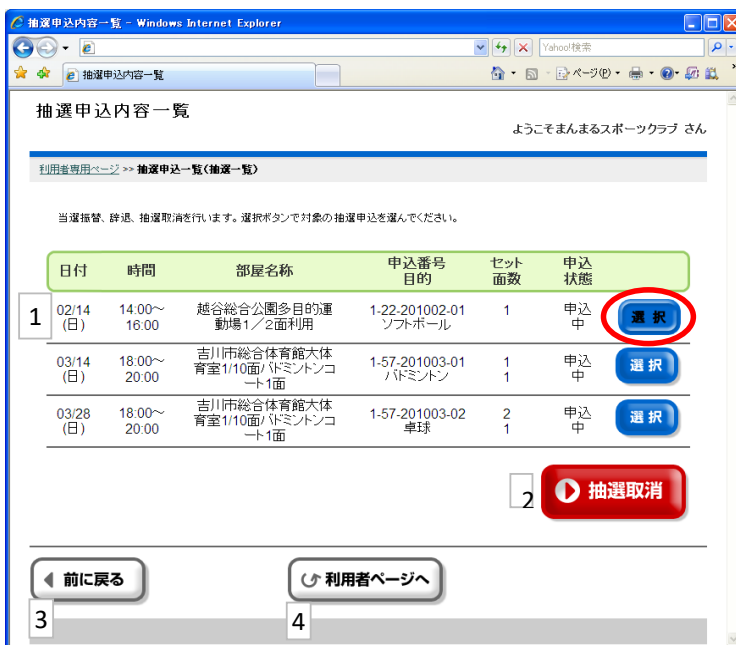 抽選申込内容一覧 - Windows Internet Explorer
Yahoo!検索
抽選申込内容一覧
ページ(P)
抽選申込内容一覧
ようこそまんまるスポーツクラブ さん
利用者専用ページ >> 抽選申込一覧(抽選一覧)
当選振替、辞退、抽選取消を行います。選択ボタンで対象の抽選申込を選んでください。
日付 時間 部屋名称 申込番号 目的 セット 面数 申込 状態
1
02/14 (日) 14:00～ 16:00 越谷総合公園多目的運 動場1／2面利用 1-22-201002-01 ソフトボール 1 申込 中 選択
03/14 (日) 18:00～ 20:00 吉川市総合体育館大体 育室1/10面バドミントンコ ート1面 1-57-201003-01 バドミントン 1 1 申込 中 選択
03/28 (日) 18:00～ 20:00 吉川市総合体育館大体 育室1/10面バドミントンコ ート1面 1-57-201003-02 卓球 2 1 申込 中 選択
2 抽選取消
前に戻る 利用者ページへ
3 4